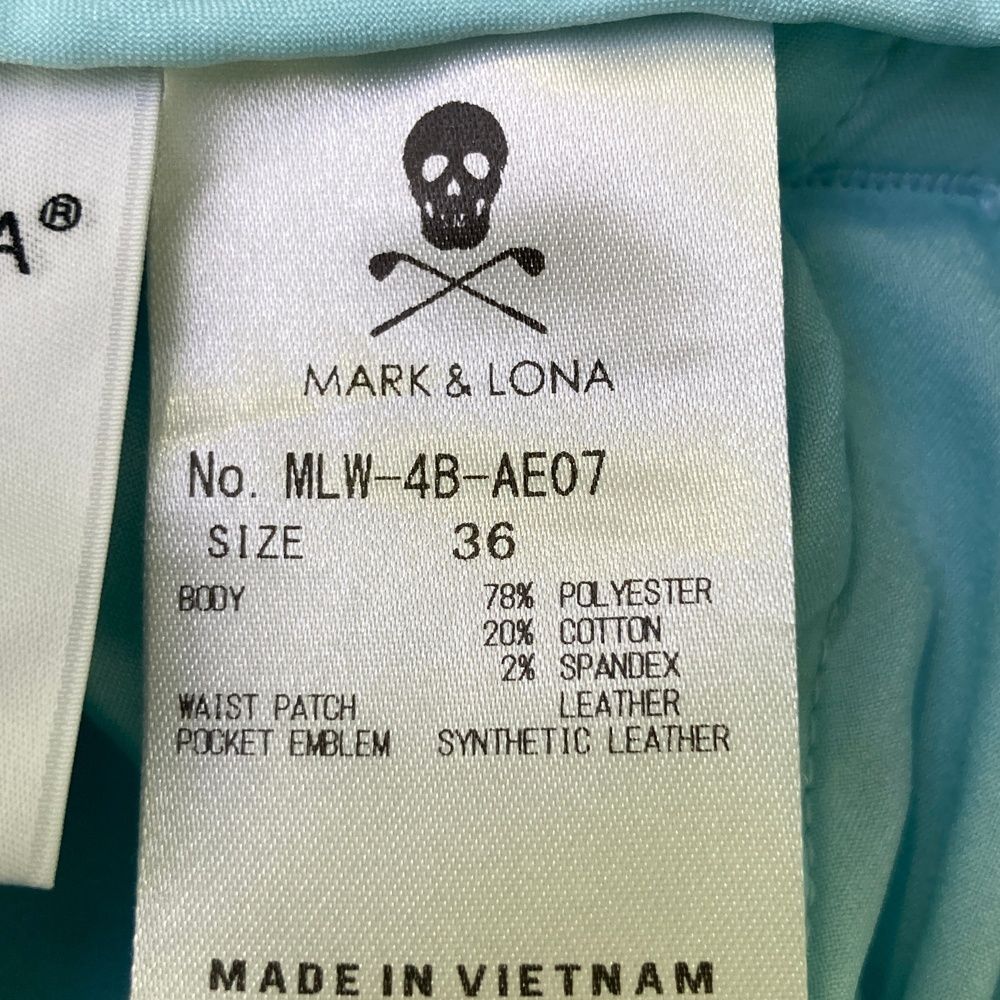 A®
MARK & LONA
No. MLW-4B-AE07
SIZE 36
BODY 78% POLYESTER
20% COTTON
2% SPANDEX
WAIST PATCH LEATHER
POCKET EMBLEM SYNTHETIC LEATHER
MADE IN VIETNAM